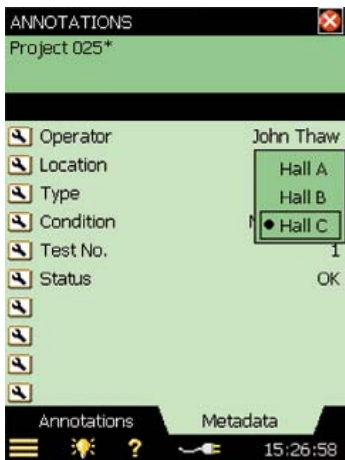 ANNOTATIONS
Project 025*
Operator John Thaw
Location Hall A
Type Hall B
Condition Hall C
Test No. 1
Status OK
Annotations Metadata
? 15:26:58